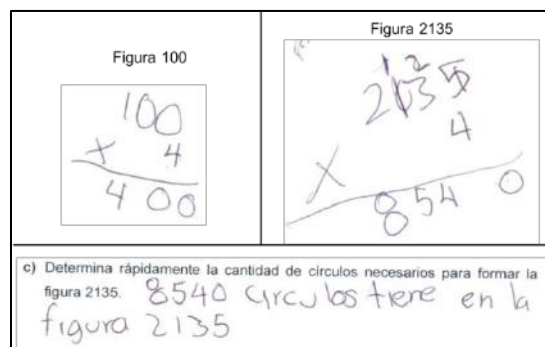 Figura 100
100
× 4
400
Figura 2135
1 2
2135
4
×
8540
c) Determina rápidamente la cantidad de círculos necesarios para formar la
figura 2135. 8540 circulos tiene en la
figura 2135